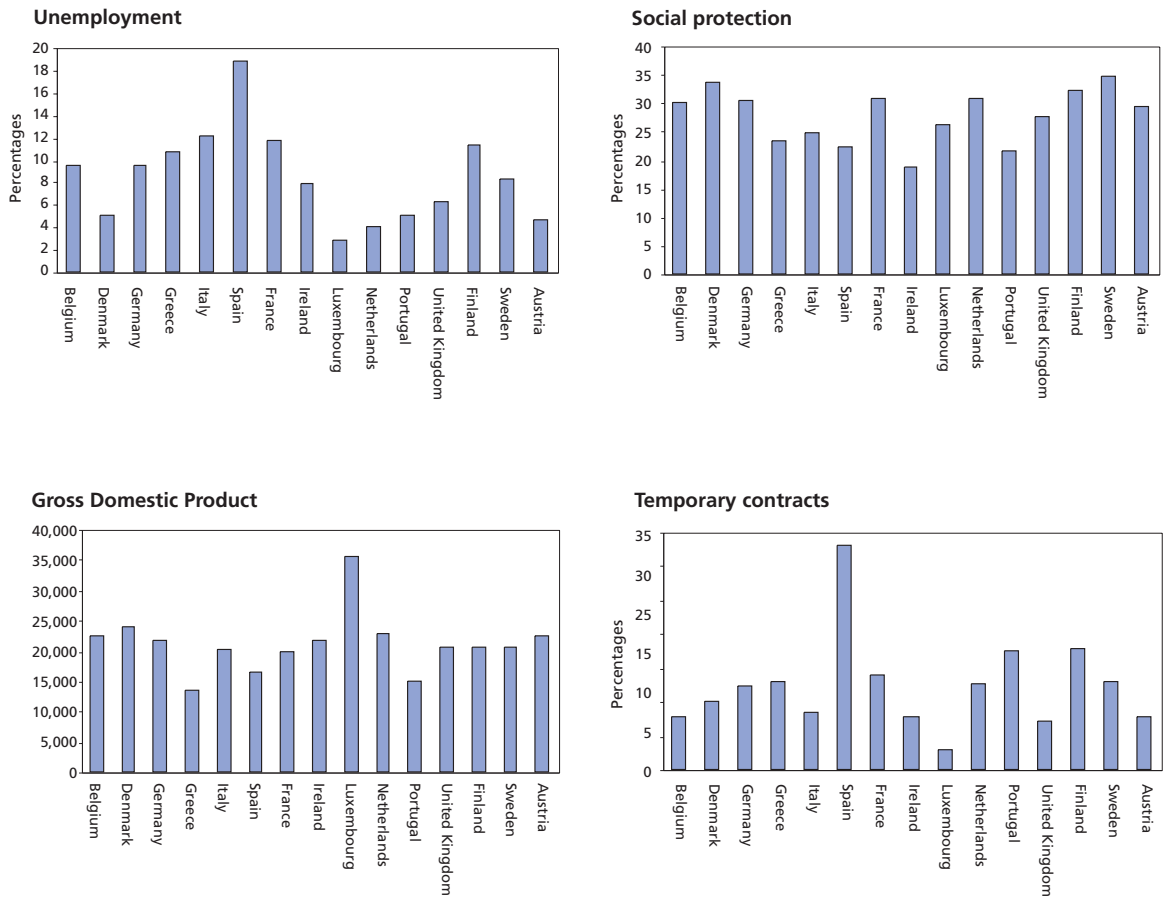 Unemployment
Percentages
20
18
16
14
12
10
8
6
4
2
0
Belgium
Denmark
Germany
Greece
Italy
Spain
France
Ireland
Luxembourg
Netherlands
Portugal
United Kingdom
Finland
Sweden
Austria
Social protection
Percentages
40
35
30
25
20
15
10
5
0
Belgium
Denmark
Germany
Greece
Italy
Spain
France
Ireland
Luxembourg
Netherlands
Portugal
United Kingdom
Finland
Sweden
Austria
Gross Domestic Product
40,000
35,000
30,000
25,000
20,000
15,000
10,000
5,000
0
Belgium
Denmark
Germany
Greece
Italy
Spain
France
Ireland
Luxembourg
Netherlands
Portugal
United Kingdom
Finland
Sweden
Austria
Temporary contracts
Percentages
35
30
25
15
10
5
0
Belgium
Denmark
Germany
Greece
Italy
Spain
France
Ireland
Luxembourg
Netherlands
Portugal
United Kingdom
Finland
Sweden
Austria